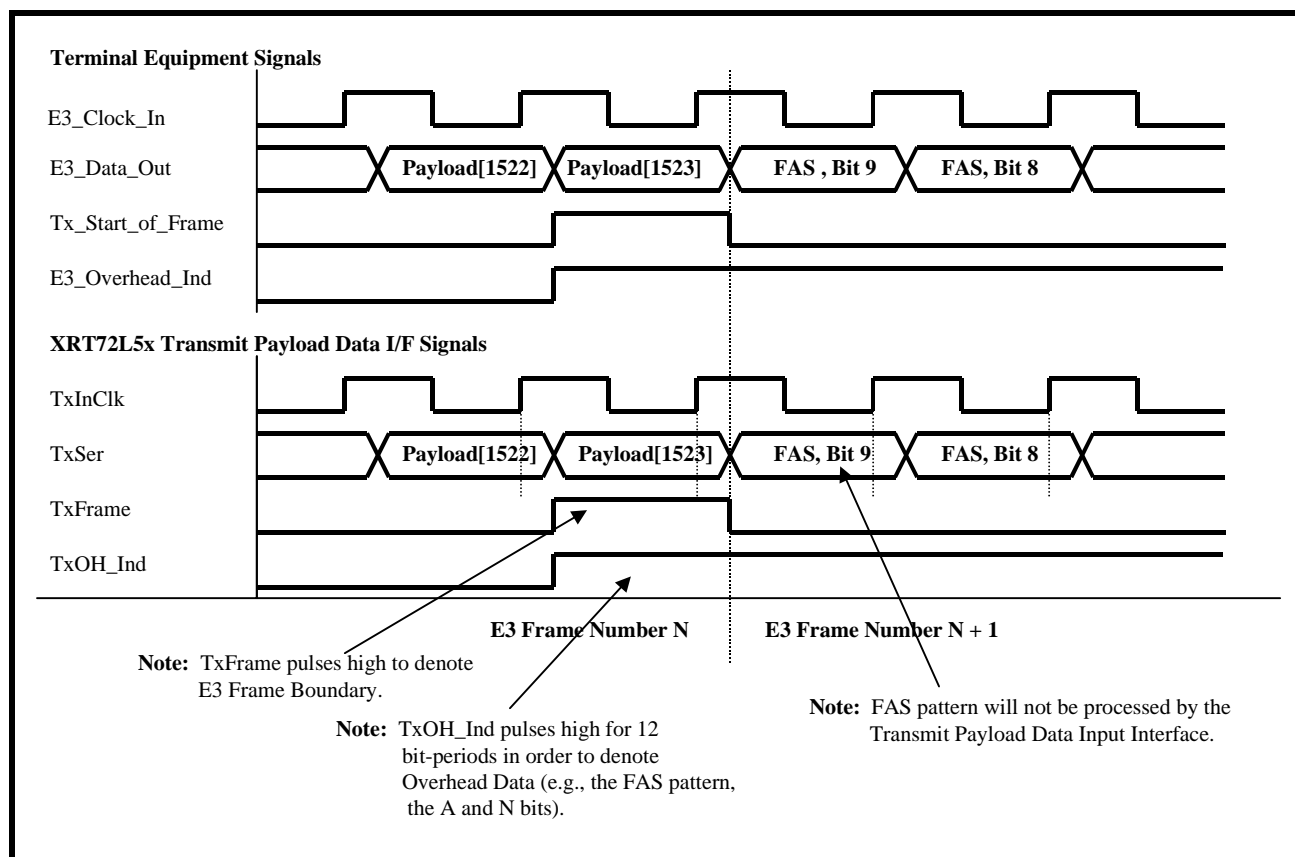 Terminal Equipment Signals
E3_Clock_In
E3_Data_Out
Payload[1522]
Payload[1523]
FAS , Bit 9
FAS, Bit 8
Tx_Start_of_Frame
E3_Overhead_Ind
XRT72L5x Transmit Payload Data I/F Signals
TxInClk
TxSer
Payload[1522]
Payload[1523]
FAS, Bit 9
FAS, Bit 8
TxFrame
TxOH_Ind
E3 Frame Number N
E3 Frame Number N + 1
Note: TxFrame pulses high to denote
E3 Frame Boundary.
Note: TxOH_Ind pulses high for 12
bit-periods in order to denote
Overhead Data (e.g., the FAS pattern,
the A and N bits).
Note: FAS pattern will not be processed by the
Transmit Payload Data Input Interface.